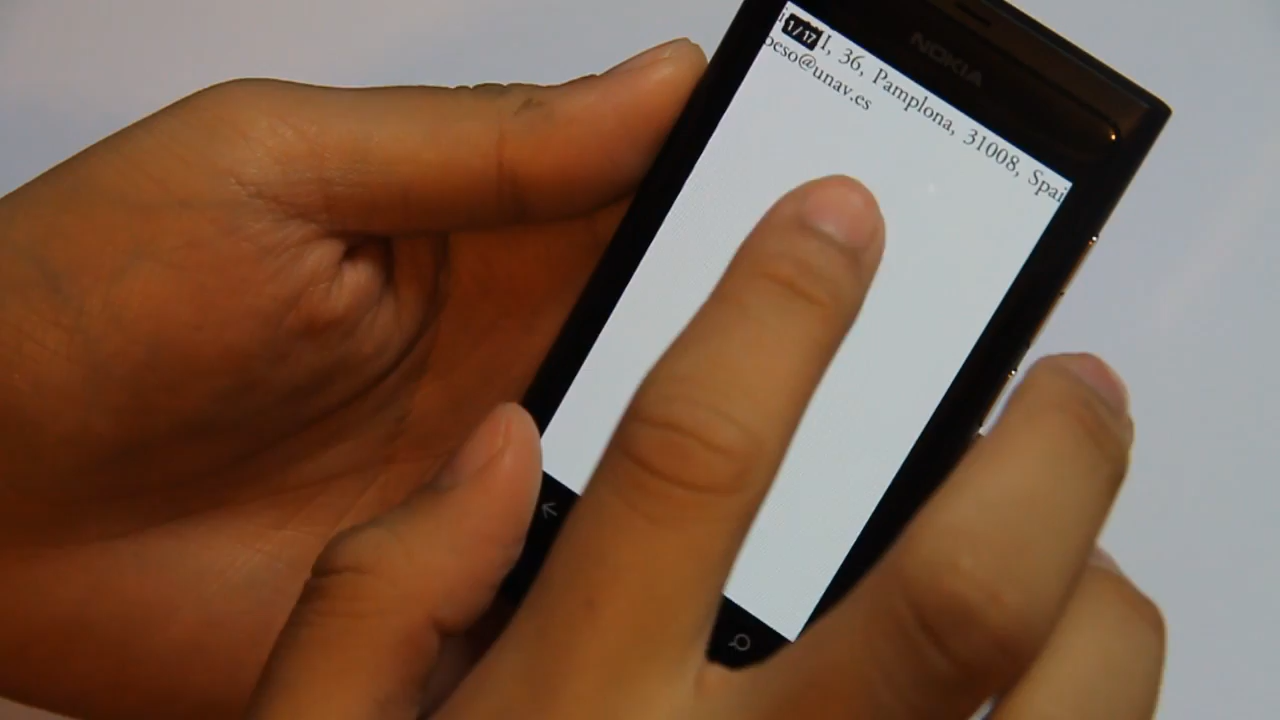 NOKIA
1/17
I, 36, Pamplona, 31008, Spai
beso@unav.es